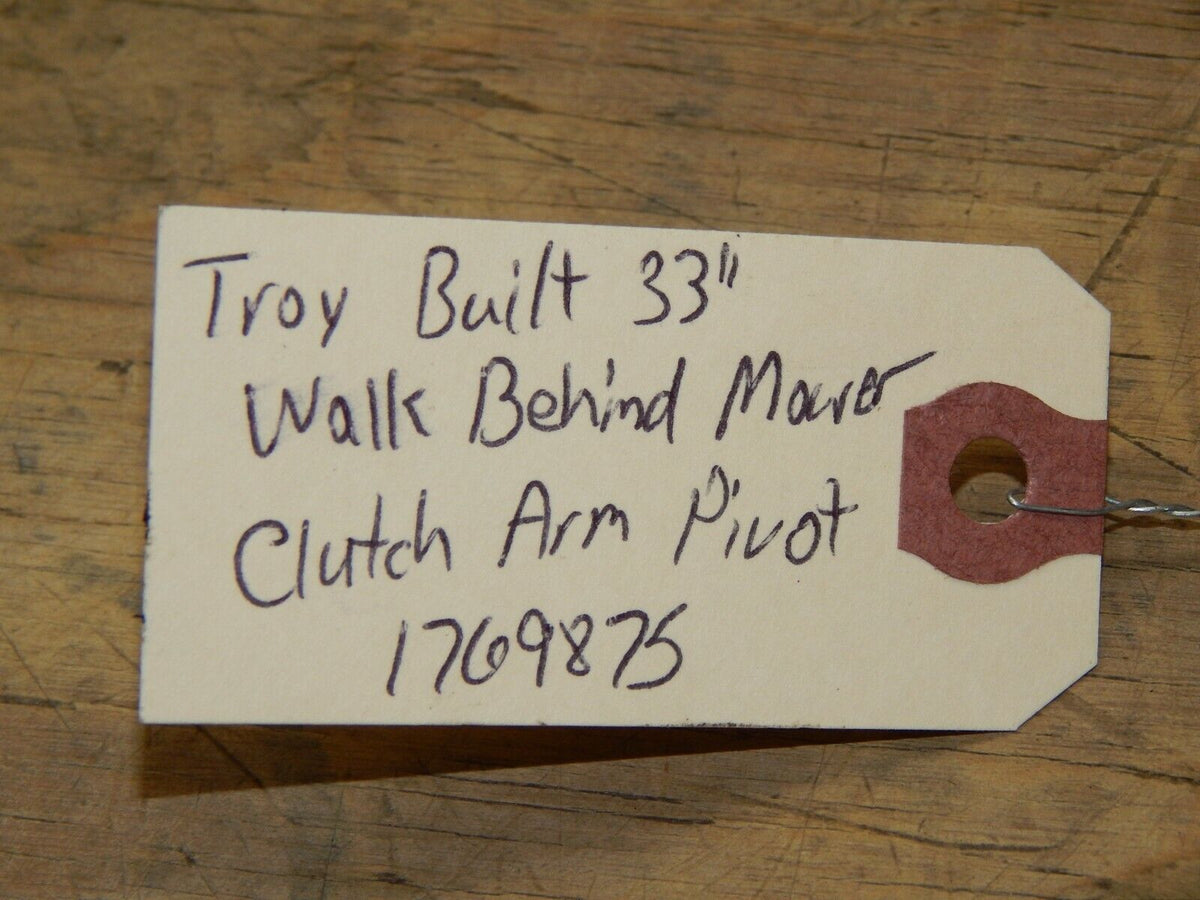 Troy Built 33"
Walk Behind Mower
Clutch Arm Pivot
1769875